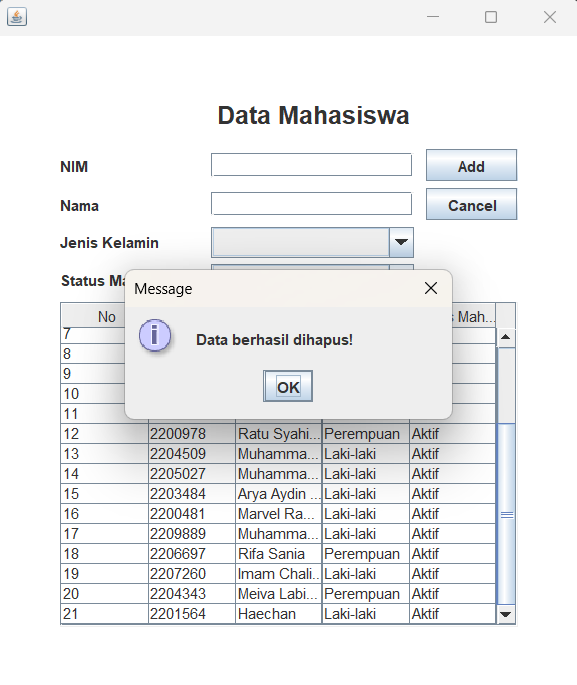 Data Mahasiswa
NIM
Add
Nama
Cancel
Jenis Kelamin
Status Ma
Message
Data berhasil dihapus!
OK
No Mah...
7
8
9
10
11
12 2200978 Ratu Syahi... Perempuan Aktif
13 2204509 Muhamma... Laki-laki Aktif
14 2205027 Muhamma... Laki-laki Aktif
15 2203484 Arya Aydin ... Laki-laki Aktif
16 2200481 Marvel Ra... Laki-laki Aktif
17 2209889 Muhamma... Laki-laki Aktif
18 2206697 Rifa Sania Perempuan Aktif
19 2207260 Imam Chali... Laki-laki Aktif
20 2204343 Meiva Labi... Perempuan Aktif
21 2201564 Haechan Laki-laki Aktif